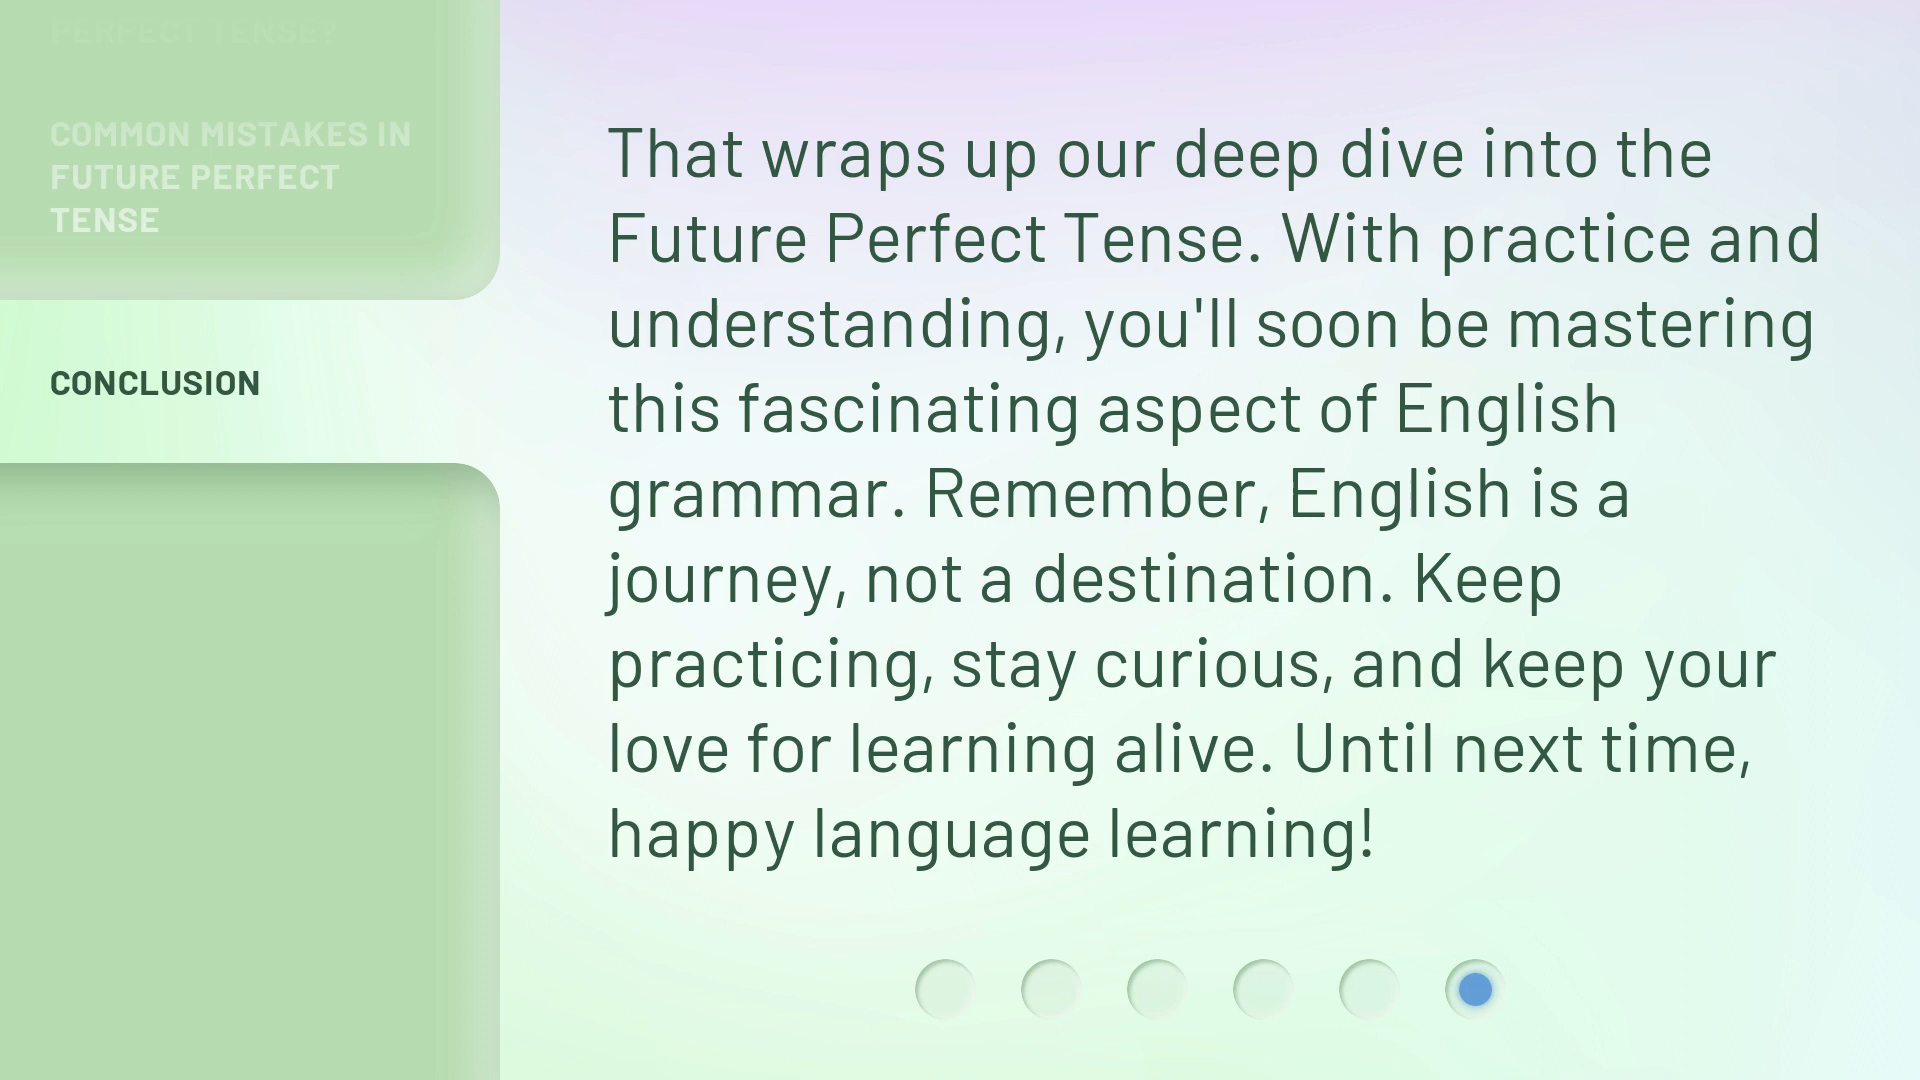 PERFECT TENSE?
COMMON MISTAKES IN
FUTURE PERFECT
TENSE
CONCLUSION
That wraps up our deep dive into the
Future Perfect Tense. With practice and
understanding, you'll soon be mastering
this fascinating aspect of English
grammar. Remember, English is a
journey, not a destination. Keep
practicing, stay curious, and keep your
love for learning alive. Until next time,
happy language learning!